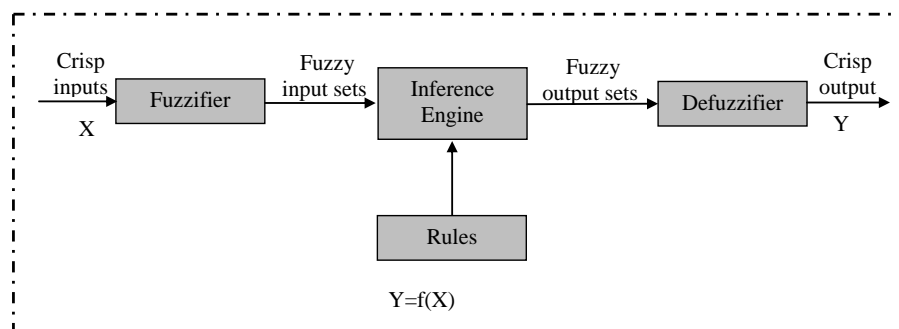 Crisp
inputs
X
Fuzzifier
Fuzzy
input sets
Inference
Engine
Fuzzy
output sets
Defuzzifier
Crisp
output
Y
Rules
Y=f(X)